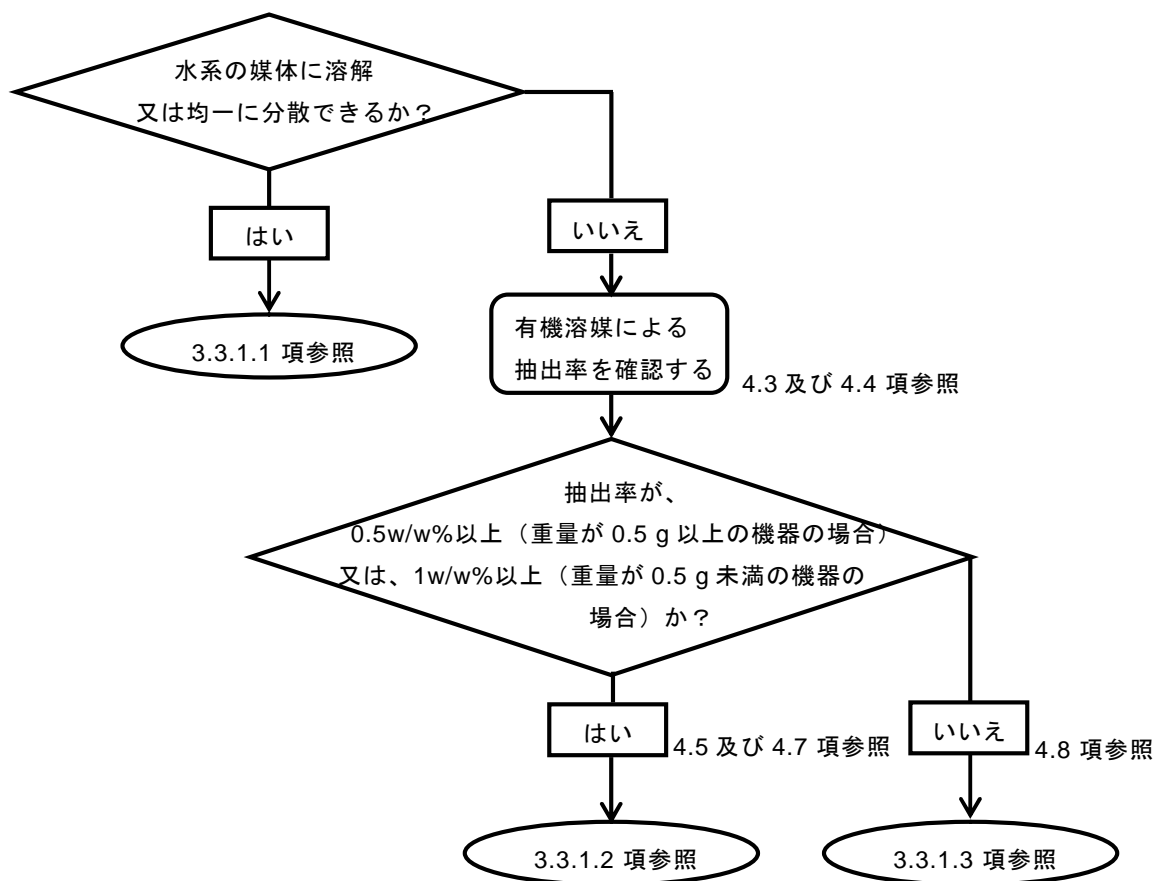 水系の媒体に溶解
又は均一に分散できるか？
はい
いいえ
3.3.1.1 項参照
有機溶媒による
抽出率を確認する
4.3 及び 4.4 項参照
抽出率が、
0.5w/w%以上（重量が 0.5 g 以上の機器の場合）
又は、1w/w%以上（重量が 0.5 g 未満の機器の
場合）か？
はい
4.5 及び 4.7 項参照
いいえ
4.8 項参照
3.3.1.2 項参照
3.3.1.3 項参照